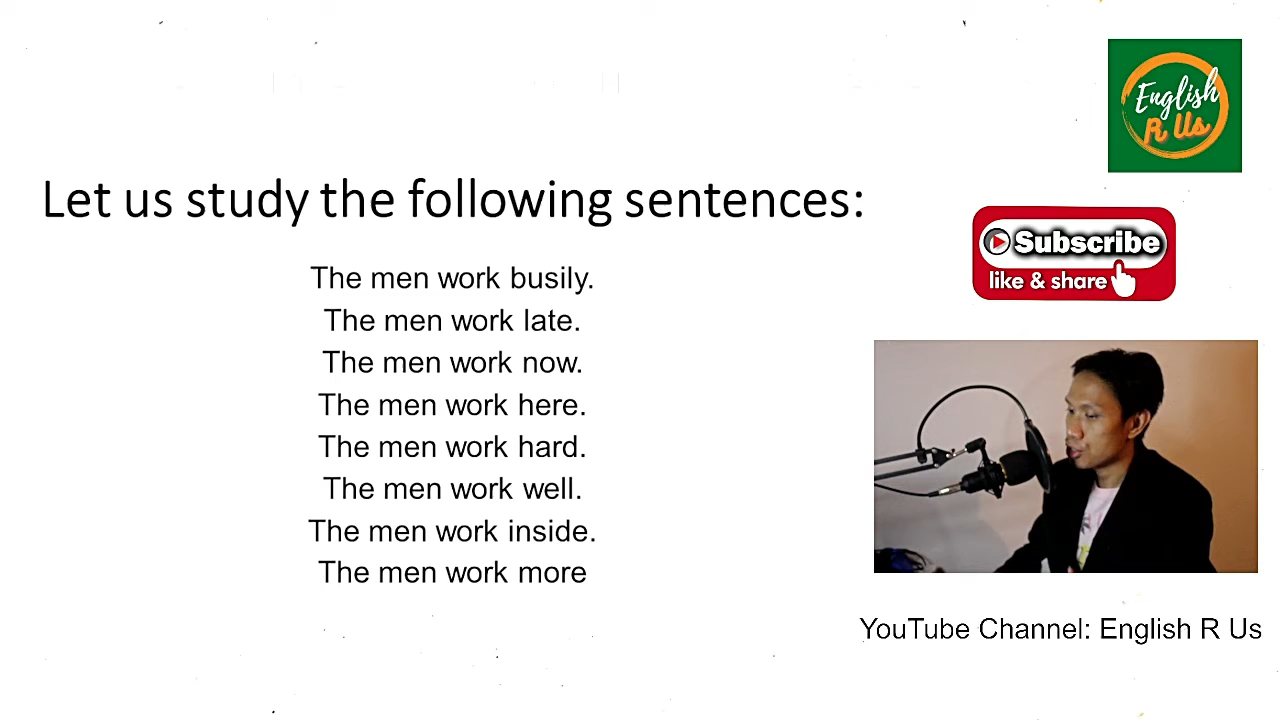 English
R Us
Let us study the following sentences:
Subscribe
like & share
The men work busily.
The men work late.
The men work now.
The men work here.
The men work hard.
The men work well.
The men work inside.
The men work more
YouTube Channel: English R Us